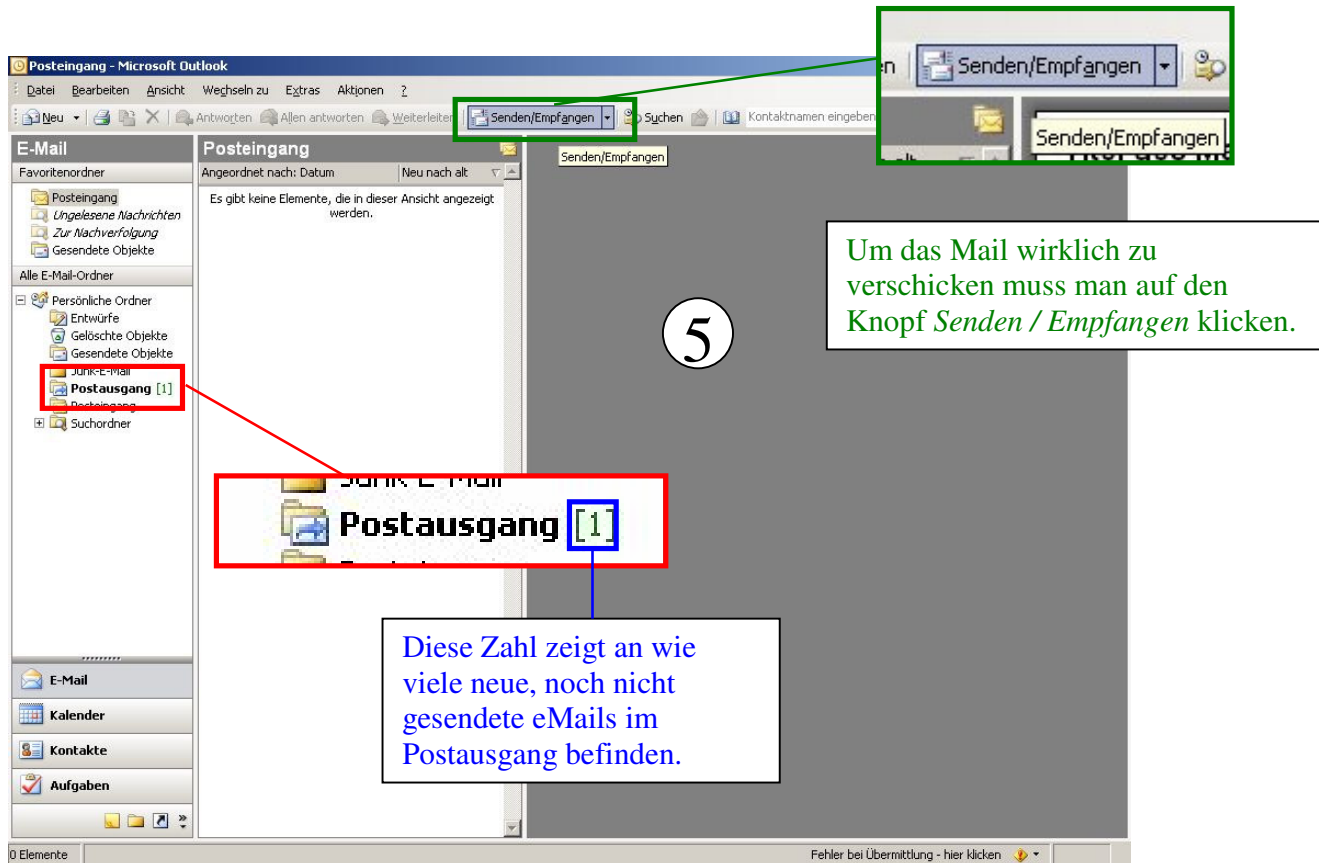 Posteingang - Microsoft Outlook
Datei Bearbeiten Ansicht Wechseln zu Extras Aktionen ?
Neu Antworten Allen antworten Weiterleiten Senden/Empfangen Suchen Kontaktnamen eingeben
en Senden/Empfangen
Senden/Empfangen
E-Mail
Favoritenordner
Posteingang
Ungelesene Nachrichten
Zur Nachverfolgung
Gesendete Objekte
Alle E-Mail-Ordner
Persönliche Ordner
Entwürfe
Gelöschte Objekte
Gesendete Objekte
Junk-E-Mail
Postausgang [1]
Posteingang
Suchordner
Posteingang
Angeordnet nach: Datum Neu nach alt
Es gibt keine Elemente, die in dieser Ansicht angezeigt
werden.
Senden/Empfangen
Um das Mail wirklich zu
verschicken muss man auf den
Knopf Senden / Empfangen klicken.
5
Junk-E-Mail
Postausgang [1]
Diese Zahl zeigt an wie
viele neue, noch nicht
gesendete eMails im
Postausgang befinden.
E-Mail
Kalender
Kontakte
Aufgaben
0 Elemente
Fehler bei Übermittlung - hier klicken